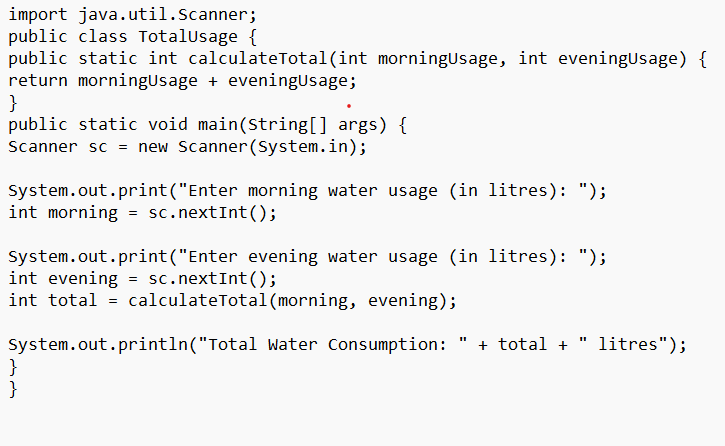 import java.util.Scanner;
public class TotalUsage {
public static int calculateTotal(int morningUsage, int eveningUsage) {
return morningUsage + eveningUsage;
}
public static void main(String[] args) {
Scanner sc = new Scanner(System.in);
System.out.print("Enter morning water usage (in litres): ");
int morning = sc.nextInt();
System.out.print("Enter evening water usage (in litres): ");
int evening = sc.nextInt();
int total = calculateTotal(morning, evening);
System.out.println("Total Water Consumption: " + total + " litres");
}
}